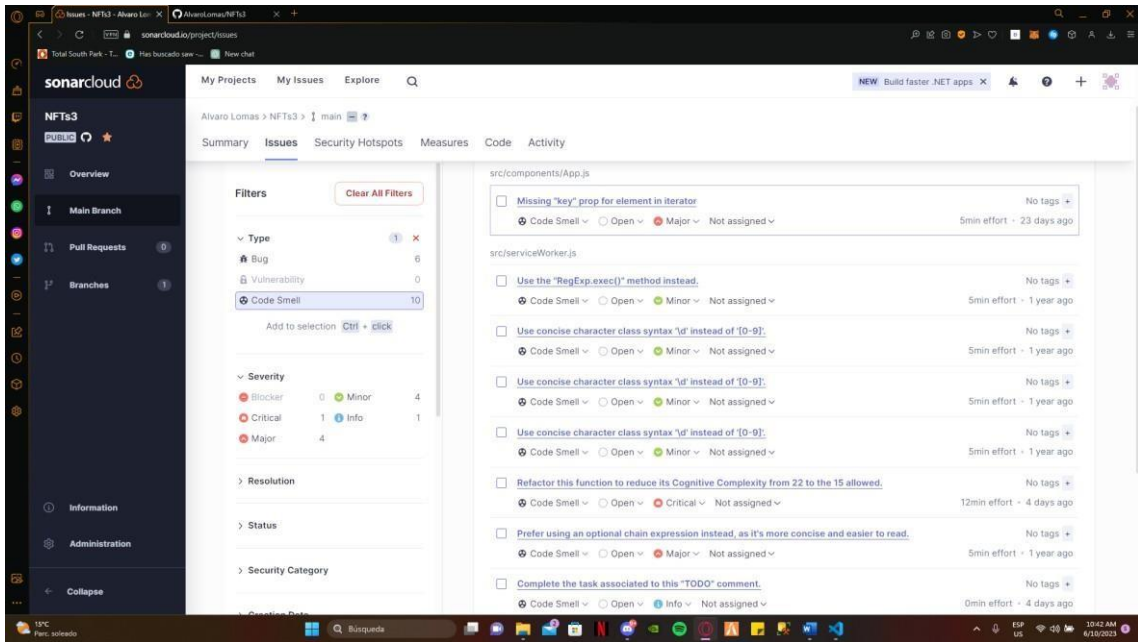 Issues - NFTs3 - Alvaro Lom
AlvaroLomas/NFTs3
VPN
sonarcloud.io/project/issues
Total South Park - T...
Has buscado saw -...
New chat
sonarcloud
My Projects
My Issues
Explore
NEW Build faster .NET apps
NFTs3
PUBLIC
Alvaro Lomas > NFTs3 > main
Summary
Issues
Security Hotspots
Measures
Code
Activity
Overview
Main Branch
Pull Requests 0
Branches 1
Information
Administration
Collapse
Filters
Clear All Filters
Type 1
Bug 6
Vulnerability 0
Code Smell 10
Add to selection Ctrl + click
Severity
Blocker 0
Minor 4
Critical 1
Info 1
Major 4
Resolution
Status
Security Category
Creation Date
src/components/App.js
Missing "key" prop for element in iterator
No tags +
Code Smell Open Major Not assigned
5min effort · 23 days ago
src/serviceWorker.js
Use the "RegExp.exec()" method instead.
No tags +
Code Smell Open Minor Not assigned
5min effort · 1 year ago
Use concise character class syntax '\d' instead of '[0-9]'.
No tags +
Code Smell Open Minor Not assigned
5min effort · 1 year ago
Use concise character class syntax '\d' instead of '[0-9]'.
No tags +
Code Smell Open Minor Not assigned
5min effort · 1 year ago
Use concise character class syntax '\d' instead of '[0-9]'.
No tags +
Code Smell Open Minor Not assigned
5min effort · 1 year ago
Refactor this function to reduce its Cognitive Complexity from 22 to the 15 allowed.
No tags +
Code Smell Open Critical Not assigned
12min effort · 4 days ago
Prefer using an optional chain expression instead, as it's more concise and easier to read.
No tags +
Code Smell Open Major Not assigned
5min effort · 1 year ago
Complete the task associated to this "TODO" comment.
No tags +
Code Smell Open Info Not assigned
0min effort · 4 days ago
15°C
Parc. soleado
Búsqueda
ESP
US
10:42 AM
6/10/2023